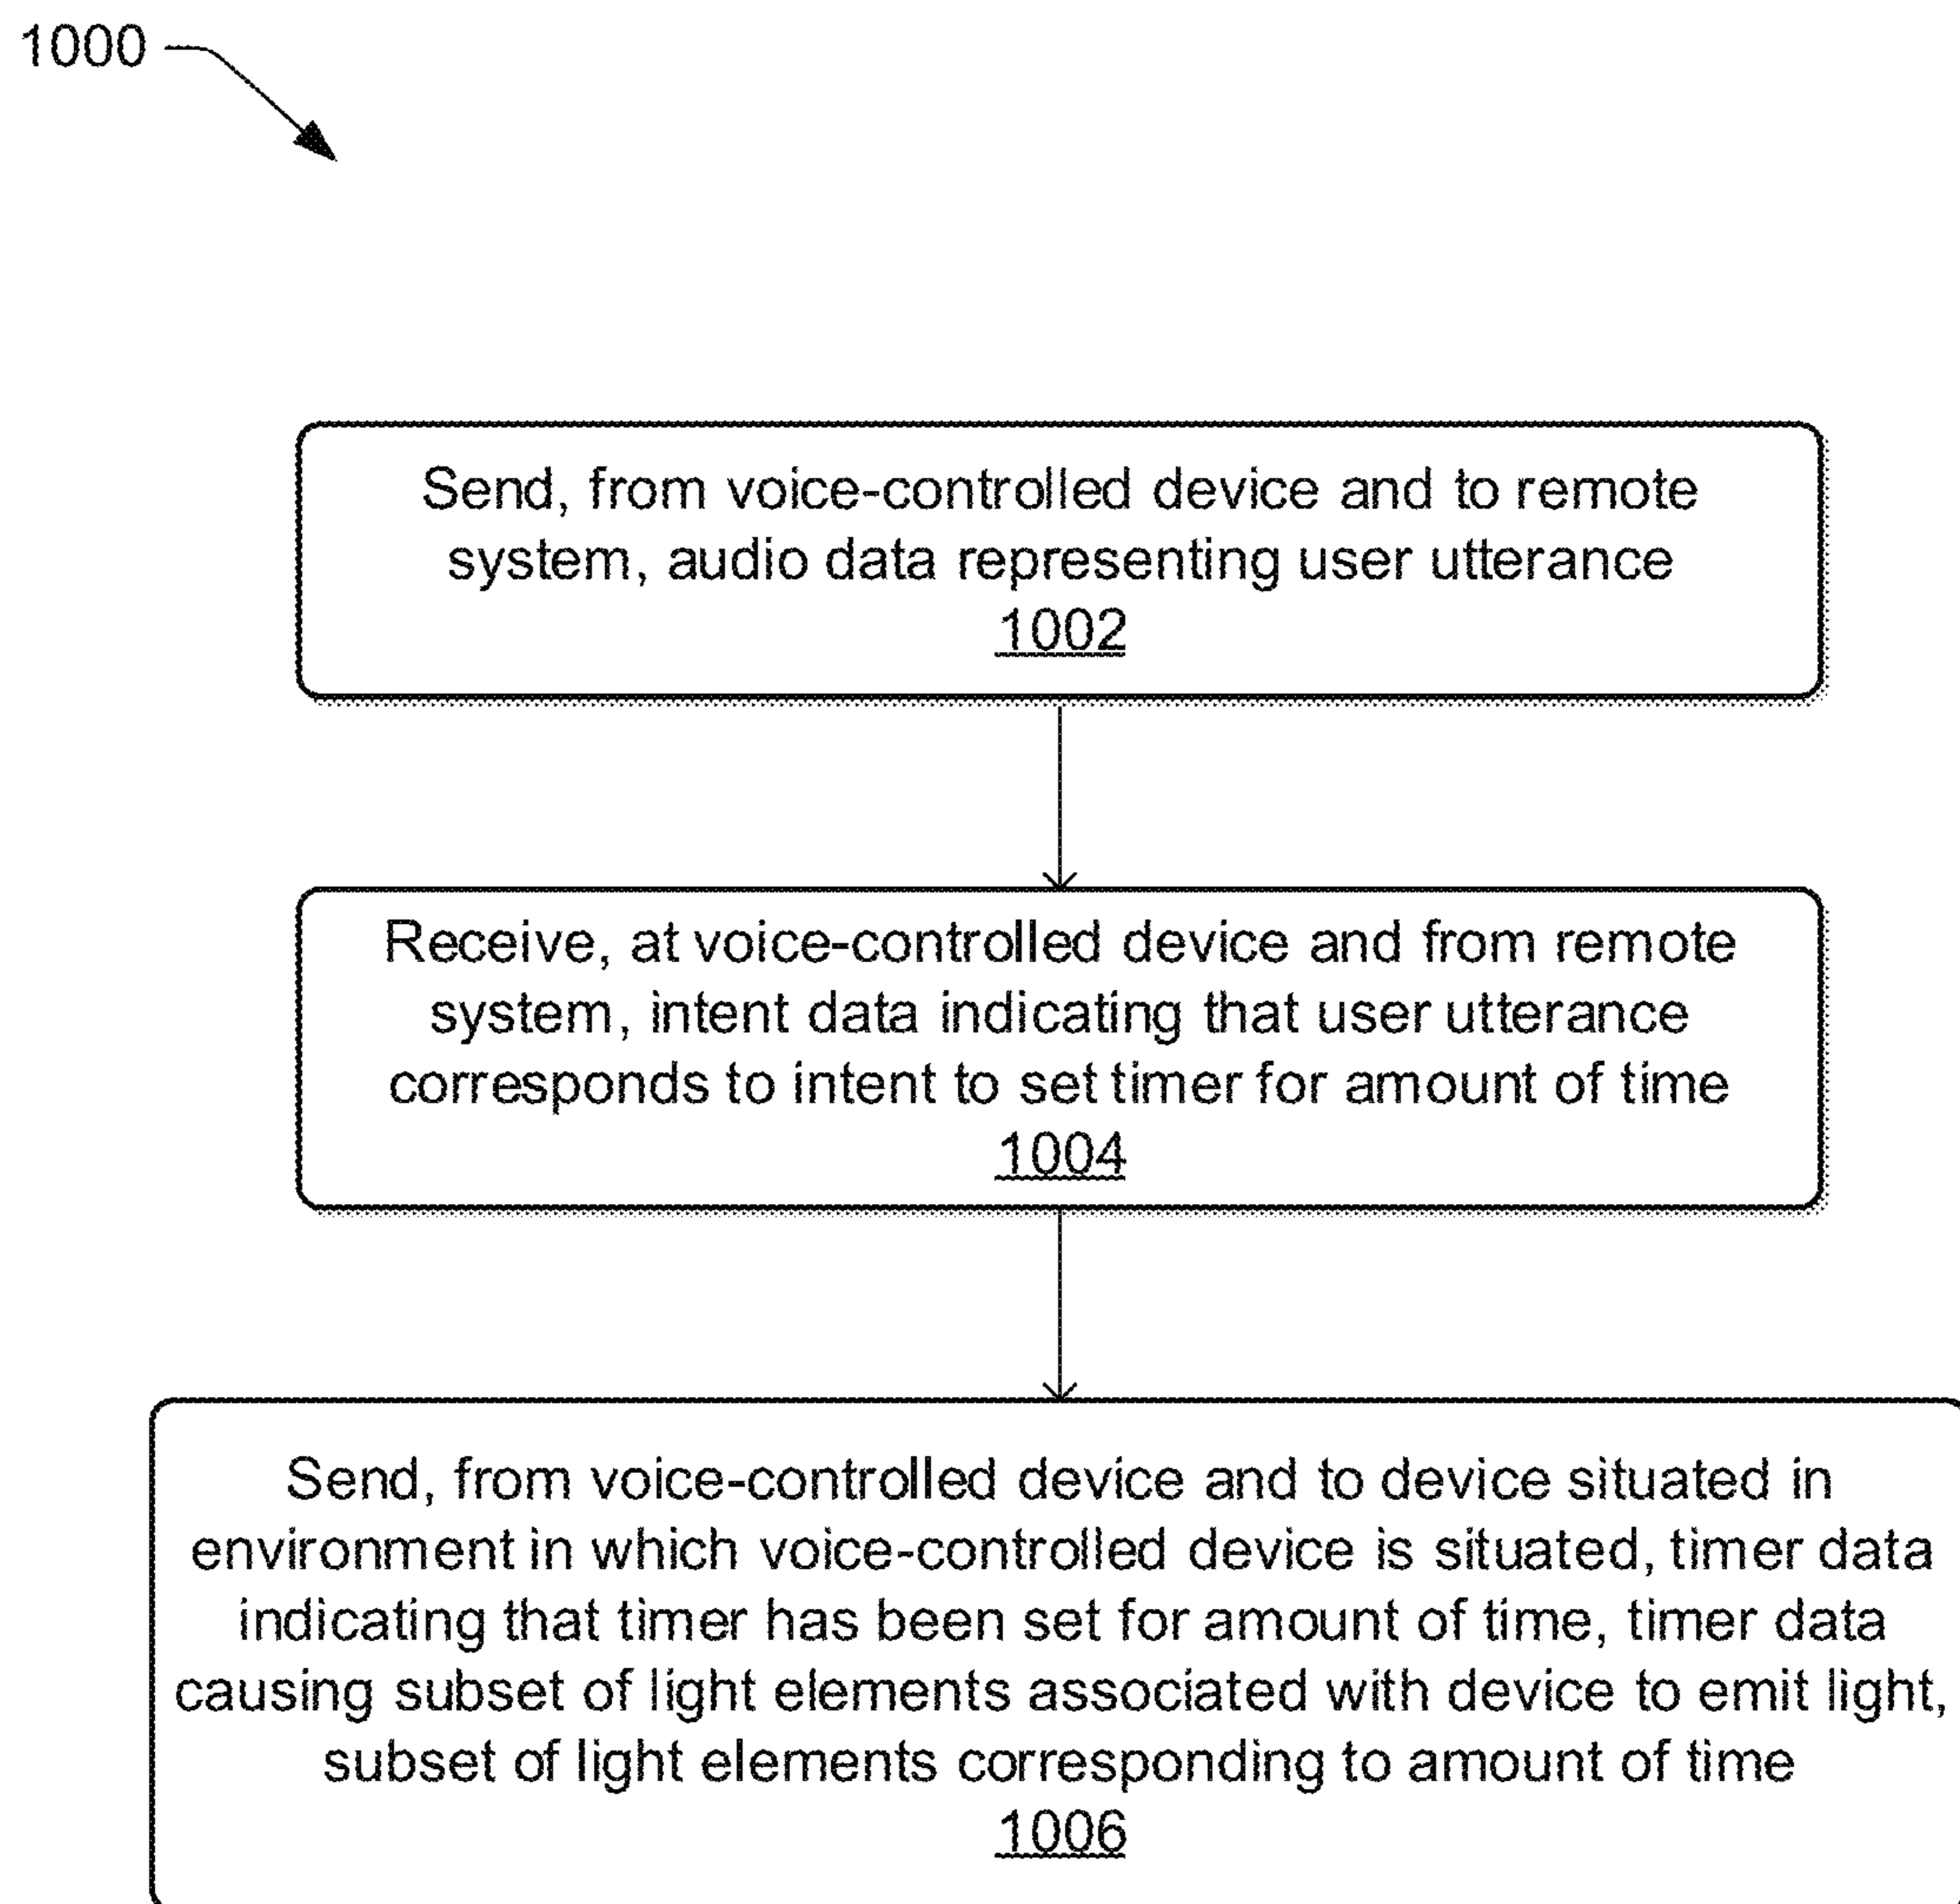 1000
Send, from voice-controlled device and to remote
system, audio data representing user utterance
1002
Receive, at voice-controlled device and from remote
system, intent data indicating that user utterance
corresponds to intent to set timer for amount of time
1004
Send, from voice-controlled device and to device situated in
environment in which voice-controlled device is situated, timer data
indicating that timer has been set for amount of time, timer data
causing subset of light elements associated with device to emit light,
subset of light elements corresponding to amount of time
1006